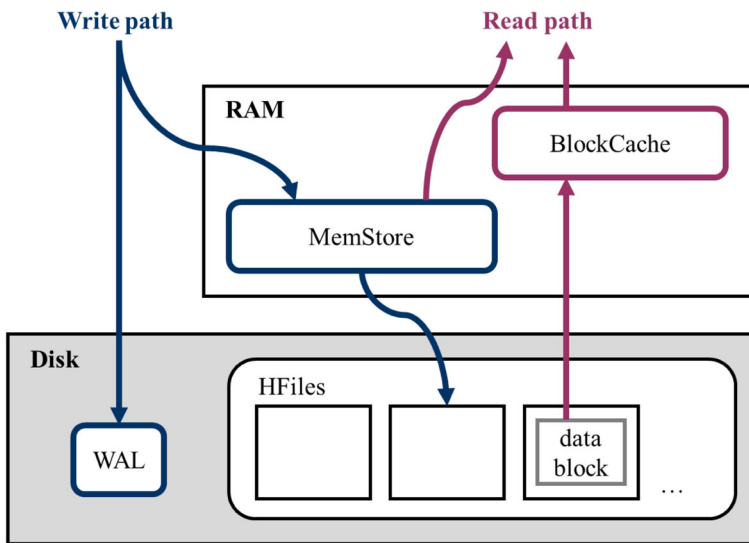 Write path
Read path
RAM
BlockCache
MemStore
Disk
HFiles
WAL
data
block
...